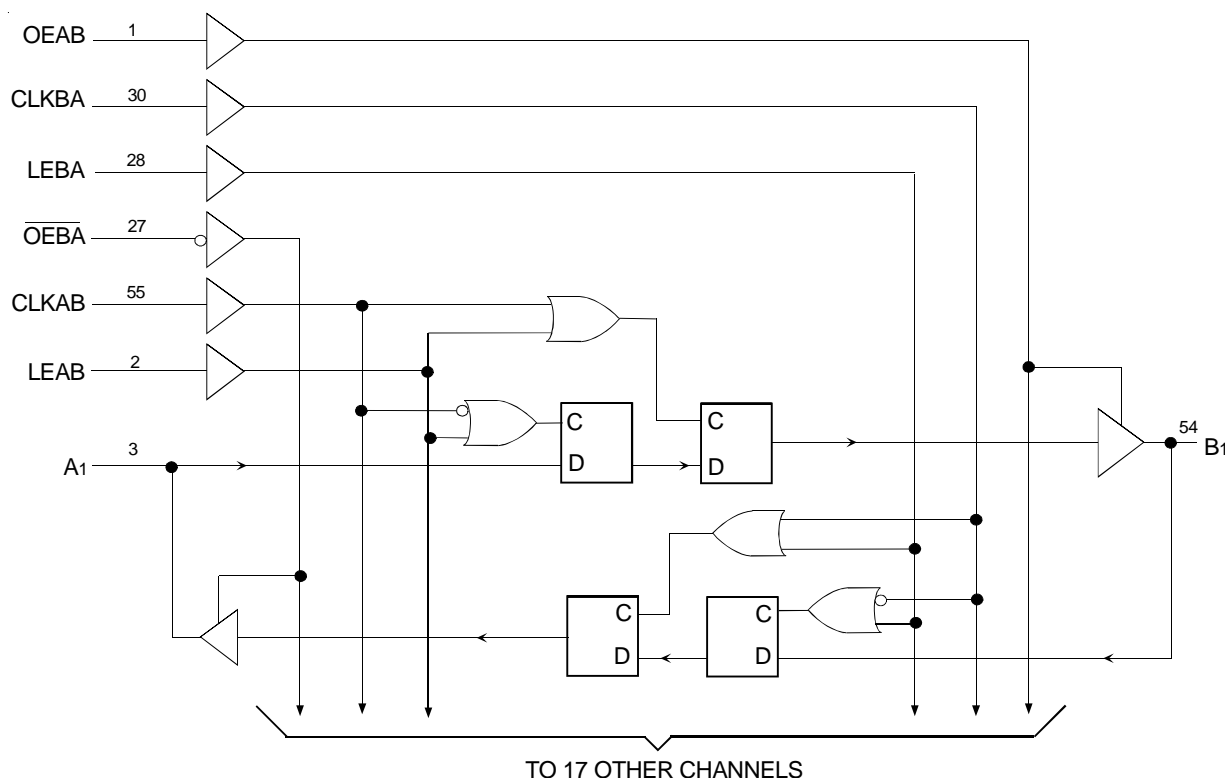 OEAB 1
CLKBA 30
LEBA 28
OEBA 27
CLKAB 55
LEAB 2
C
C
A1 3
D
D
54
B1
C
C
D
D
TO 17 OTHER CHANNELS